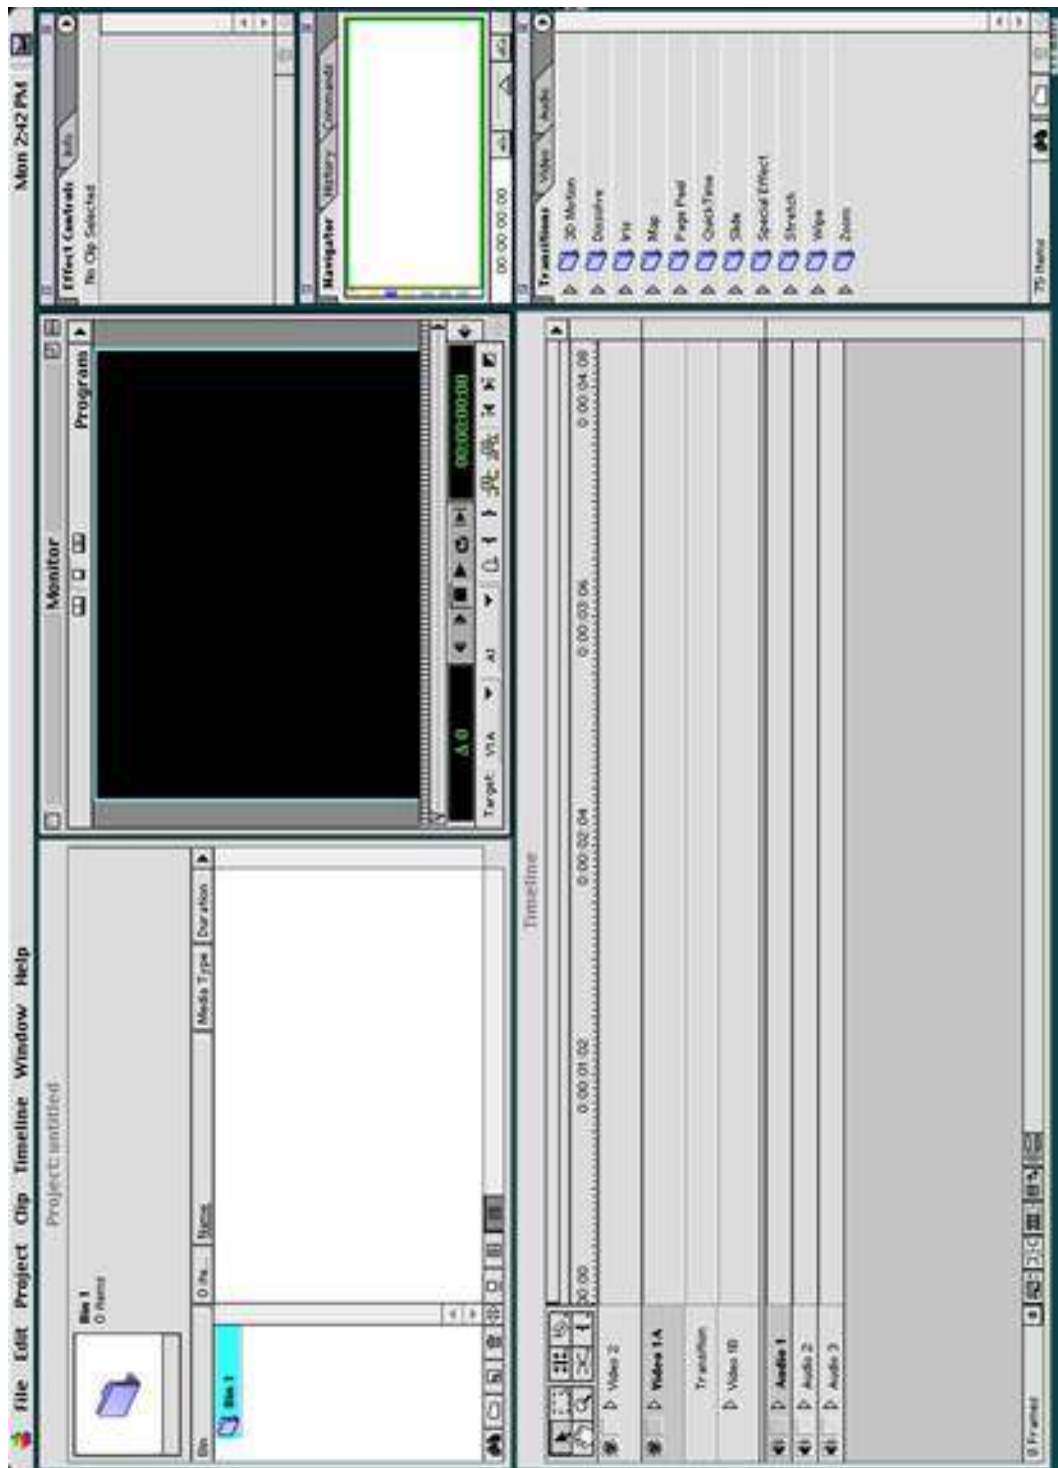 File Edit Project Clip Timeline Window Help
Mon 2:42 PM
Project: untitled
Bin 1
0 items
Bin
0 ite...
Name
Media Type
Duration
Bin 1
Monitor
Program
Δ 0
00:00:00:00
Target: V1A
A1
Effect Controls
Info
No Clip Selected
Navigator
History
Commands
00:00:00:00
Timeline
00:00
0:00:01:02
0:00:02:04
0:00:03:06
0:00:04:08
Video 2
Video 1A
Transition
Video 1B
Audio 1
Audio 2
Audio 3
0 Frames
Transitions
Video
Audio
3D Motion
Dissolve
Iris
Map
Page Peel
QuickTime
Slide
Special Effect
Stretch
Wipe
Zoom
75 items